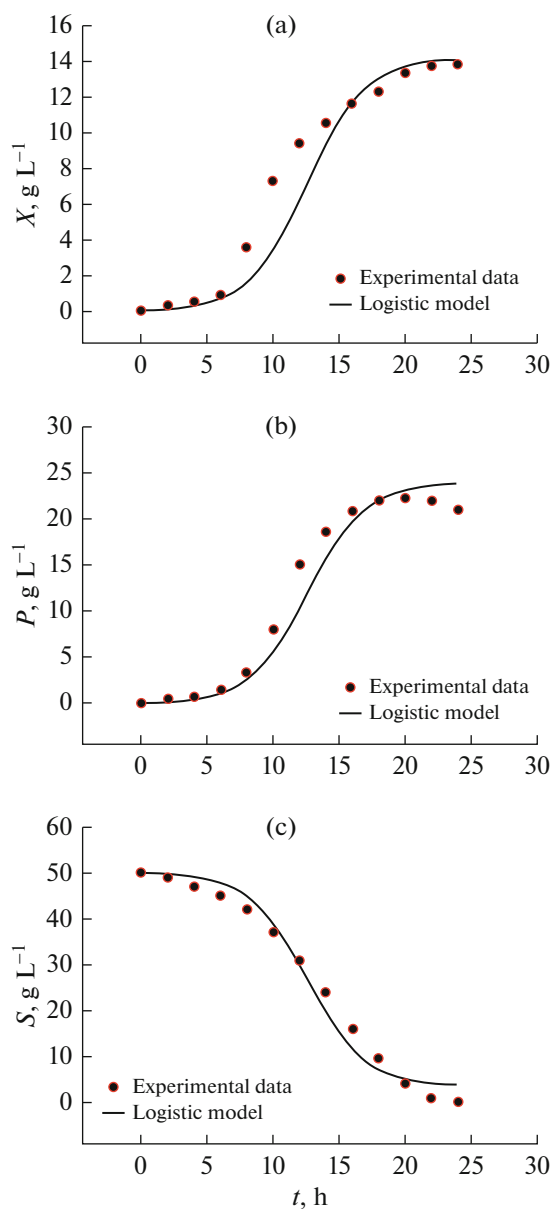 (a)
16
14
12
10
8
6
4
2
0
X, g L⁻¹
Experimental data
Logistic model
0 5 10 15 20 25 30
(b)
30
25
20
15
10
5
0
P, g L⁻¹
Experimental data
Logistic model
0 5 10 15 20 25 30
(c)
60
50
40
30
20
10
0
S, g L⁻¹
Experimental data
Logistic model
0 5 10 15 20 25 30
t, h